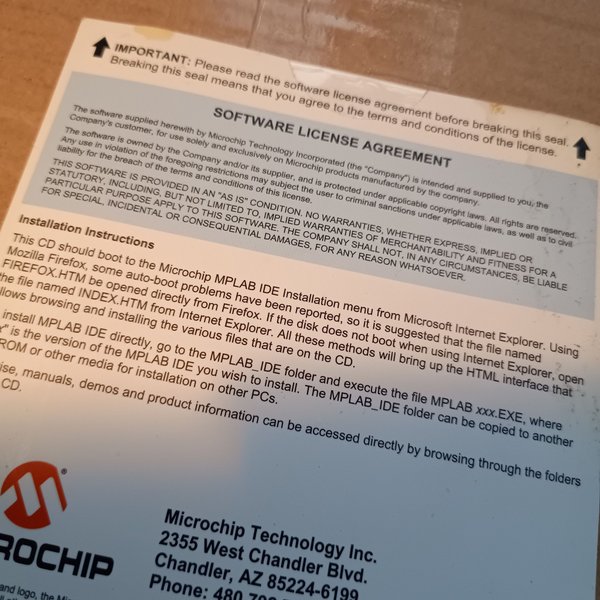 IMPORTANT: Please read the software license agreement before breaking this seal.
Breaking this seal means that you agree to the terms and conditions of the license.
SOFTWARE LICENSE AGREEMENT
The software supplied herewith by Microchip Technology Incorporated (the "Company") is intended and supplied to you, the
Company's customer, for use solely and exclusively on Microchip products manufactured by the company.
The software is owned by the Company and/or its supplier, and is protected under applicable copyright laws. All rights are reserved.
Any use in violation of the foregoing restrictions may subject the user to criminal sanctions under applicable laws, as well as to civil
liability for the breach of the terms and conditions of this license.
THIS SOFTWARE IS PROVIDED IN AN "AS IS" CONDITION. NO WARRANTIES, WHETHER EXPRESS, IMPLIED OR
STATUTORY, INCLUDING, BUT NOT LIMITED TO, IMPLIED WARRANTIES OF MERCHANTABILITY AND FITNESS FOR A
PARTICULAR PURPOSE APPLY TO THIS SOFTWARE. THE COMPANY SHALL NOT, IN ANY CIRCUMSTANCES, BE LIABLE
FOR SPECIAL, INCIDENTAL OR CONSEQUENTIAL DAMAGES, FOR ANY REASON WHATSOEVER.
Installation Instructions
This CD should boot to the Microchip MPLAB IDE Installation menu from Microsoft Internet Explorer. Using
Mozilla Firefox, some auto-boot problems have been reported, so it is suggested that the file named
FIREFOX.HTM be opened directly from Firefox. If the disk does not boot when using Internet Explorer, open
the file named INDEX.HTM from Internet Explorer. All these methods will bring up the HTML interface that
llows browsing and installing the various files that are on the CD.
install MPLAB IDE directly, go to the MPLAB_IDE folder and execute the file MPLAB xxx.EXE, where
" is the version of the MPLAB IDE you wish to install. The MPLAB_IDE folder can be copied to another
ROM or other media for installation on other PCs.
ise, manuals, demos and product information can be accessed directly by browsing through the folders
CD.
ROCHIP
Microchip Technology Inc.
2355 West Chandler Blvd.
Chandler, AZ 85224-6199
Phone: 480
and logo, the Mi